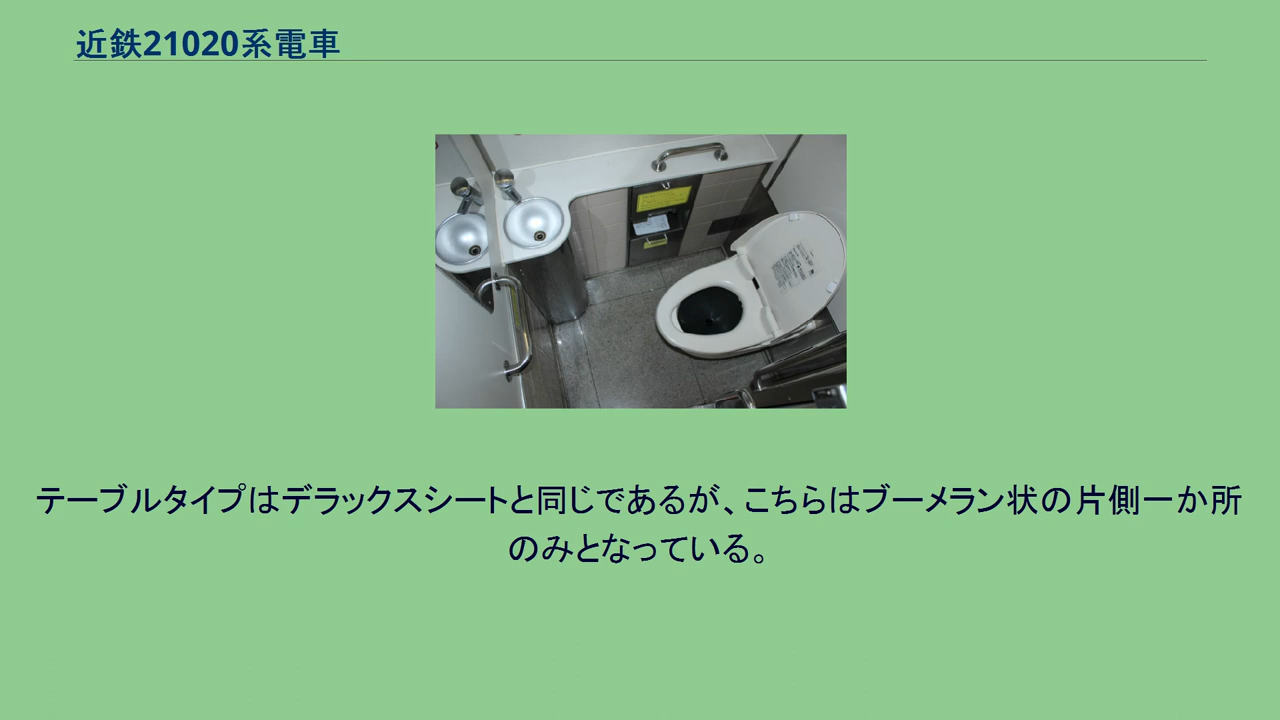 近鉄21020系電車
テーブルタイプはデラックスシートと同じであるが、こちらはブーメラン状の片側一か所
のみとなっている。